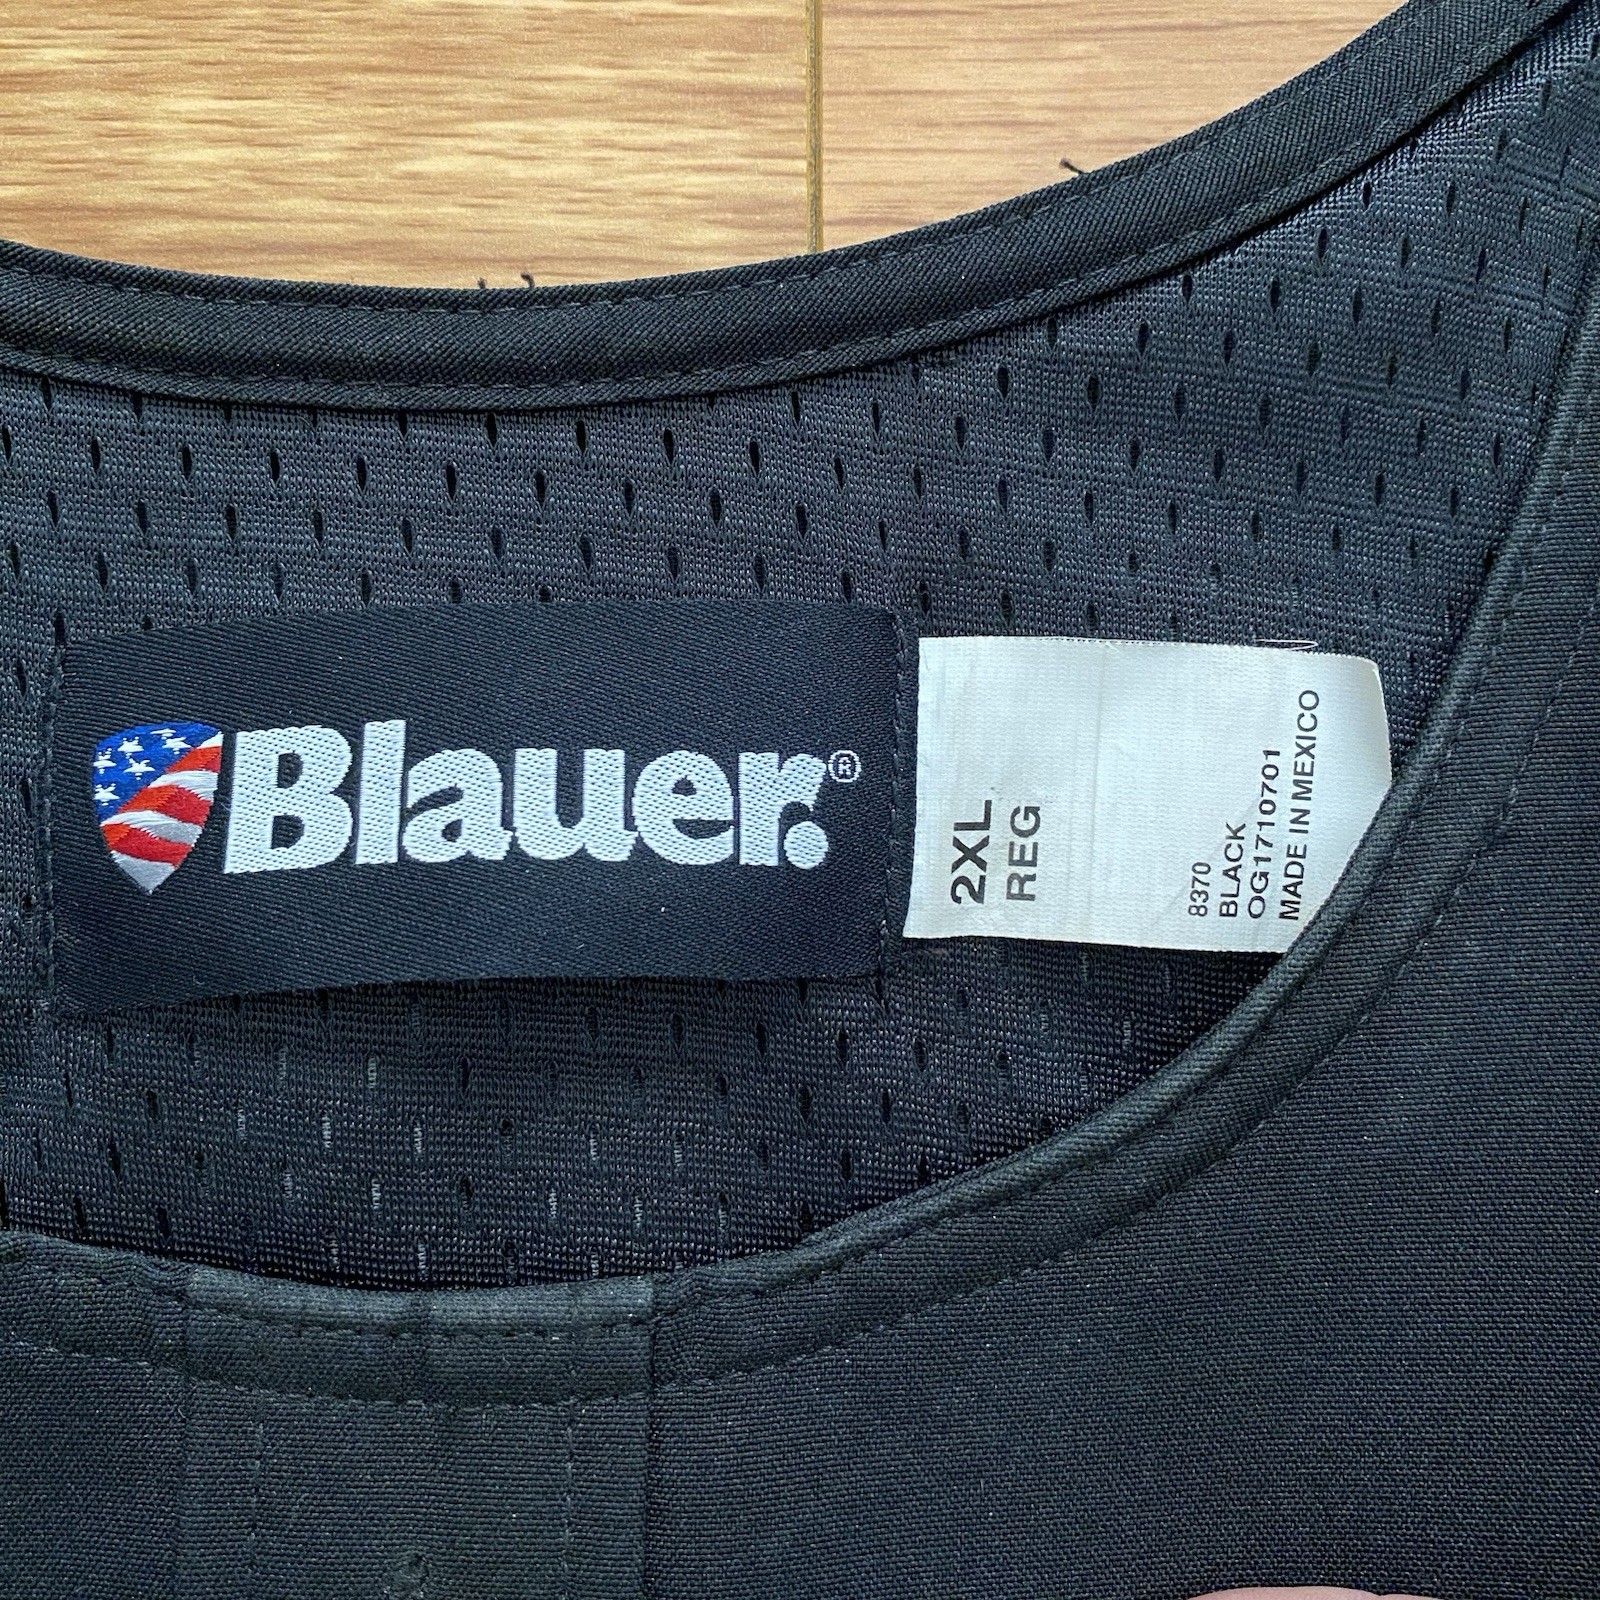 Blauer.®
2XL
REG
8370
BLACK
OG1710701
MADE IN MEXICO